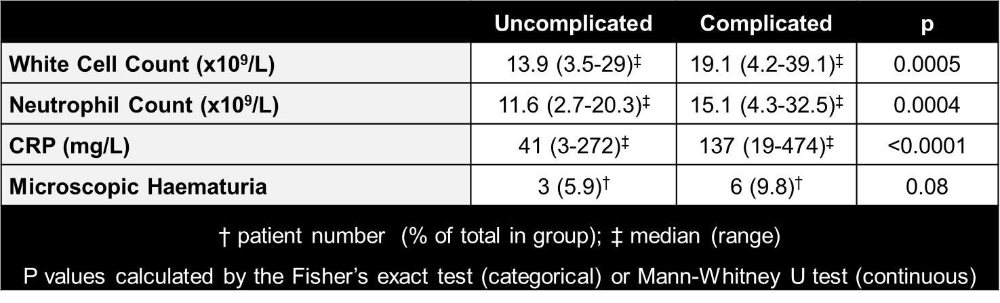 Uncomplicated Complicated p
White Cell Count (x10⁹/L) 13.9 (3.5-29)‡ 19.1 (4.2-39.1)‡ 0.0005
Neutrophil Count (x10⁹/L) 11.6 (2.7-20.3)‡ 15.1 (4.3-32.5)‡ 0.0004
CRP (mg/L) 41 (3-272)‡ 137 (19-474)‡ <0.0001
Microscopic Haematuria 3 (5.9)† 6 (9.8)† 0.08
† patient number (% of total in group); ‡ median (range)
P values calculated by the Fisher’s exact test (categorical) or Mann-Whitney U test (continuous)